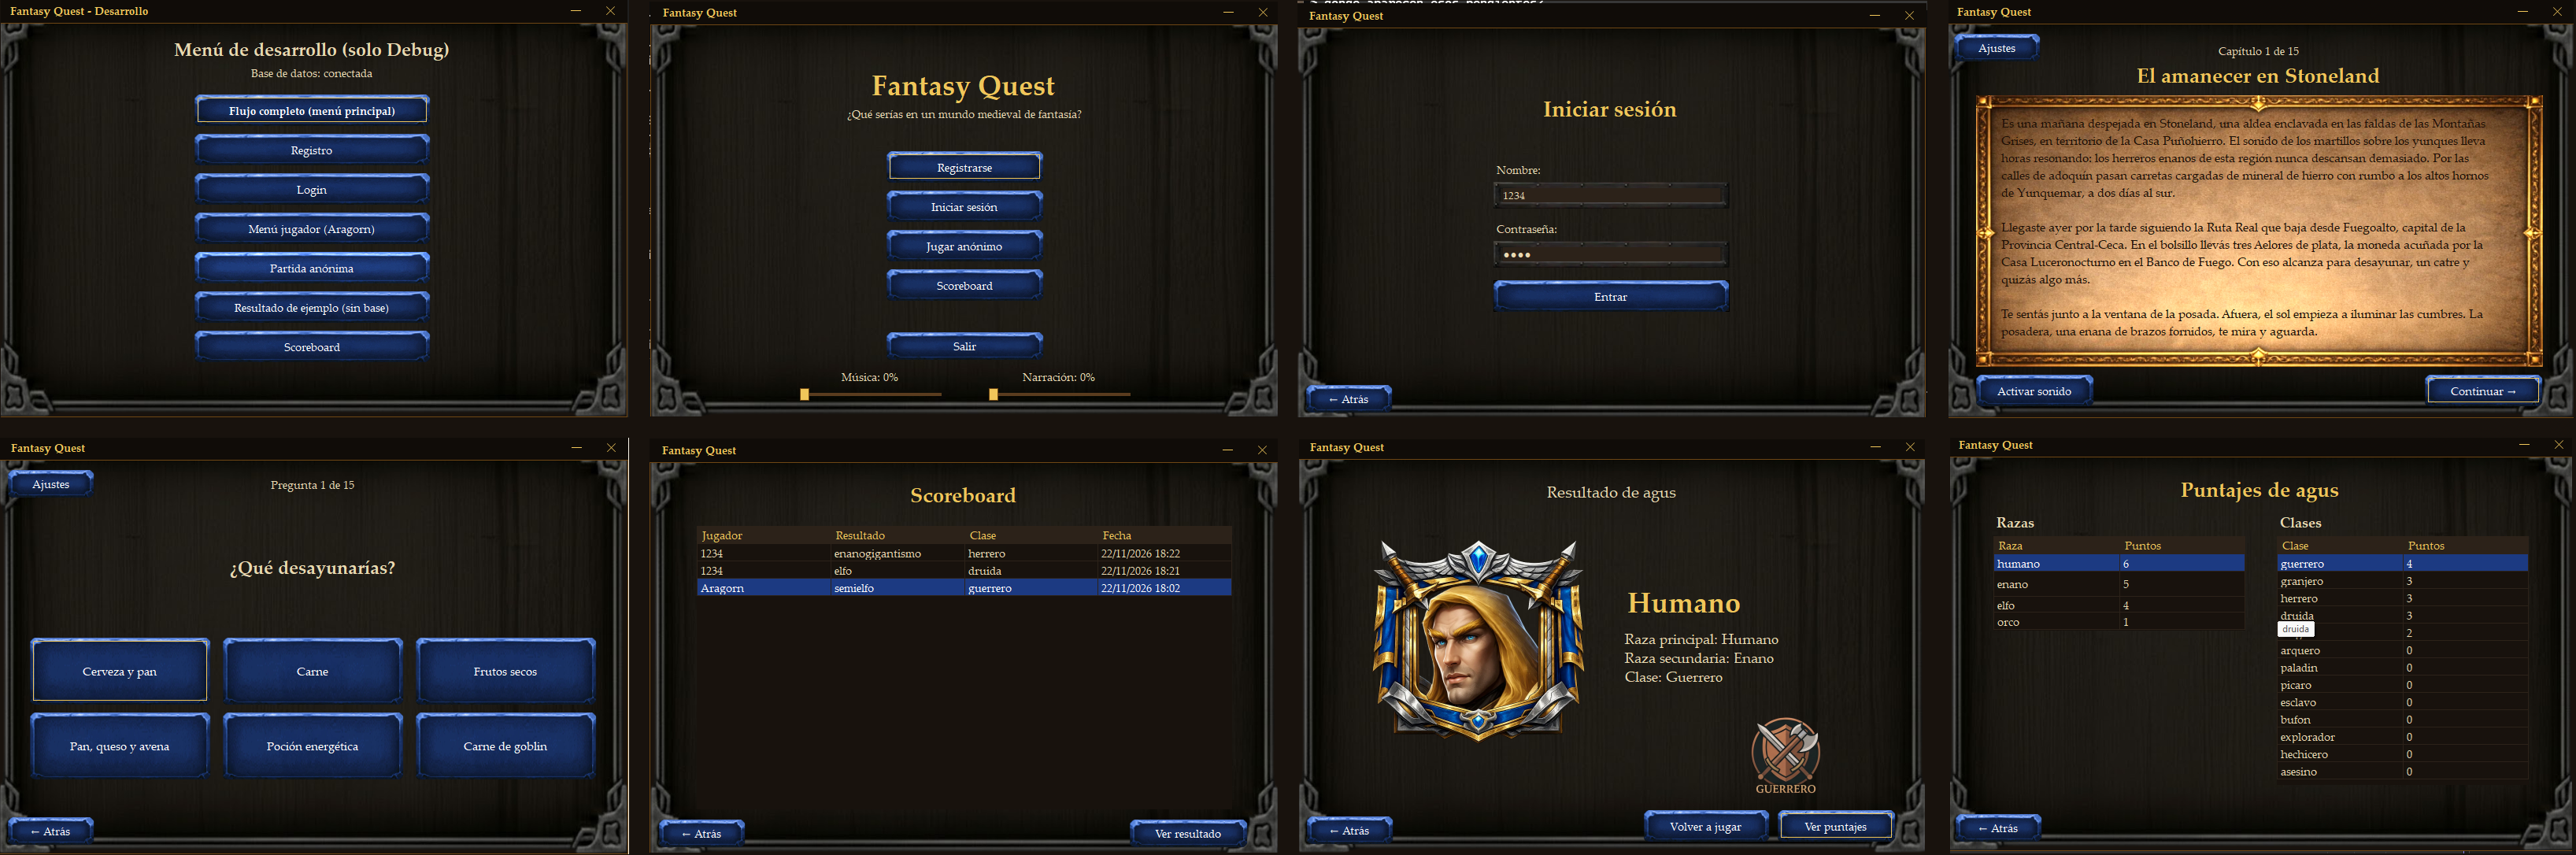 Fantasy Quest - Desarrollo
Menú de desarrollo (solo Debug)
Base de datos: conectada
Flujo completo (menú principal)
Registro
Login
Menú jugador (Aragorn)
Partida anónima
Resultado de ejemplo (sin base)
Scoreboard
Fantasy Quest
Fantasy Quest
¿Qué serías en un mundo medieval de fantasía?
Registrarse
Iniciar sesión
Jugar anónimo
Scoreboard
Salir
Música: 0%
Narración: 0%
Fantasy Quest
Iniciar sesión
Nombre:
1234
Contraseña:
●●●●
Entrar
← Atrás
Fantasy Quest
Ajustes
Capítulo 1 de 15
El amanecer en Stoneland
Es una mañana despejada en Stoneland, una aldea enclavada en las faldas de las Montañas
Grises, en territorio de la Casa Puñohierro. El sonido de los martillos sobre los yunques lleva
horas resonando: los herreros enanos de esta región nunca descansan demasiado. Por las
calles de adoquín pasan carretas cargadas de mineral de hierro con rumbo a los altos hornos
de Yunquemar, a dos días al sur.
Llegaste ayer por la tarde siguiendo la Ruta Real que baja desde Fuegoalto, capital de la
Provincia Central-Ceca. En el bolsillo llevás tres Aelores de plata, la moneda acuñada por la
Casa Luceronocturno en el Banco de Fuego. Con eso alcanza para desayunar, un catre y
quizás algo más.
Te sentás junto a la ventana de la posada. Afuera, el sol empieza a iluminar las cumbres. La
posadera, una enana de brazos fornidos, te mira y aguarda.
Activar sonido
Continuar →
Fantasy Quest
Ajustes
Pregunta 1 de 15
¿Qué desayunarías?
Cerveza y pan
Carne
Frutos secos
Pan, queso y avena
Poción energética
Carne de goblin
← Atrás
Fantasy Quest
Scoreboard
Jugador Resultado Clase Fecha
1234 enanogigantismo herrero 22/11/2026 18:22
1234 elfo druida 22/11/2026 18:21
Aragorn semielfo guerrero 22/11/2026 18:02
← Atrás
Ver resultado
Fantasy Quest
Resultado de agus
Humano
Raza principal: Humano
Raza secundaria: Enano
Clase: Guerrero
GUERRERO
← Atrás
Volver a jugar
Ver puntajes
Fantasy Quest
Puntajes de agus
Razas
Raza Puntos
humano 6
enano 5
elfo 4
orco 1
Clases
Clase Puntos
guerrero 4
granjero 3
herrero 3
druida 3
druida
2
arquero 0
paladin 0
picaro 0
esclavo 0
bufon 0
explorador 0
hechicero 0
asesino 0
← Atrás